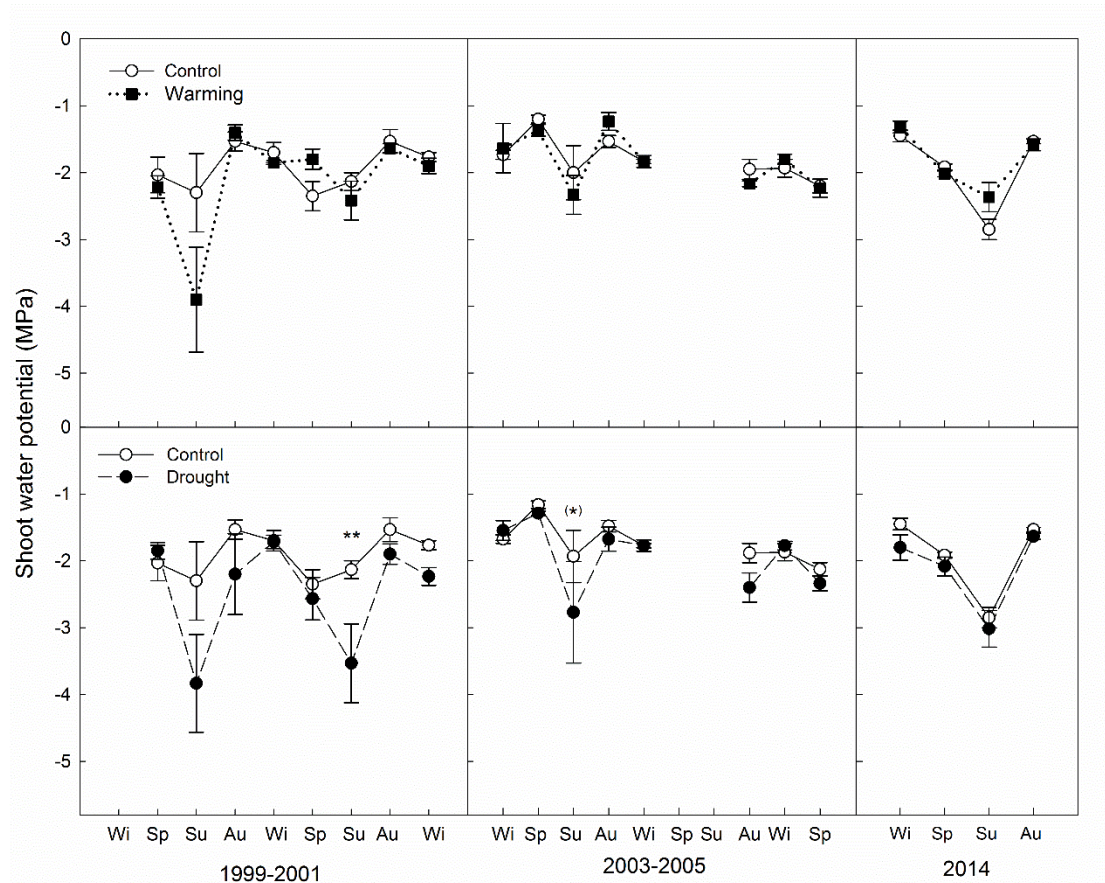 Shoot water potential (MPa)
0
-1
-2
-3
-4
-5
Control
Warming
0
-1
-2
-3
-4
-5
Control
Drought
**
(*)
Wi Sp Su Au Wi Sp Su Au Wi Wi Sp Su Au Wi Sp Su Au Wi Sp Wi Sp Su Au
1999-2001 2003-2005 2014